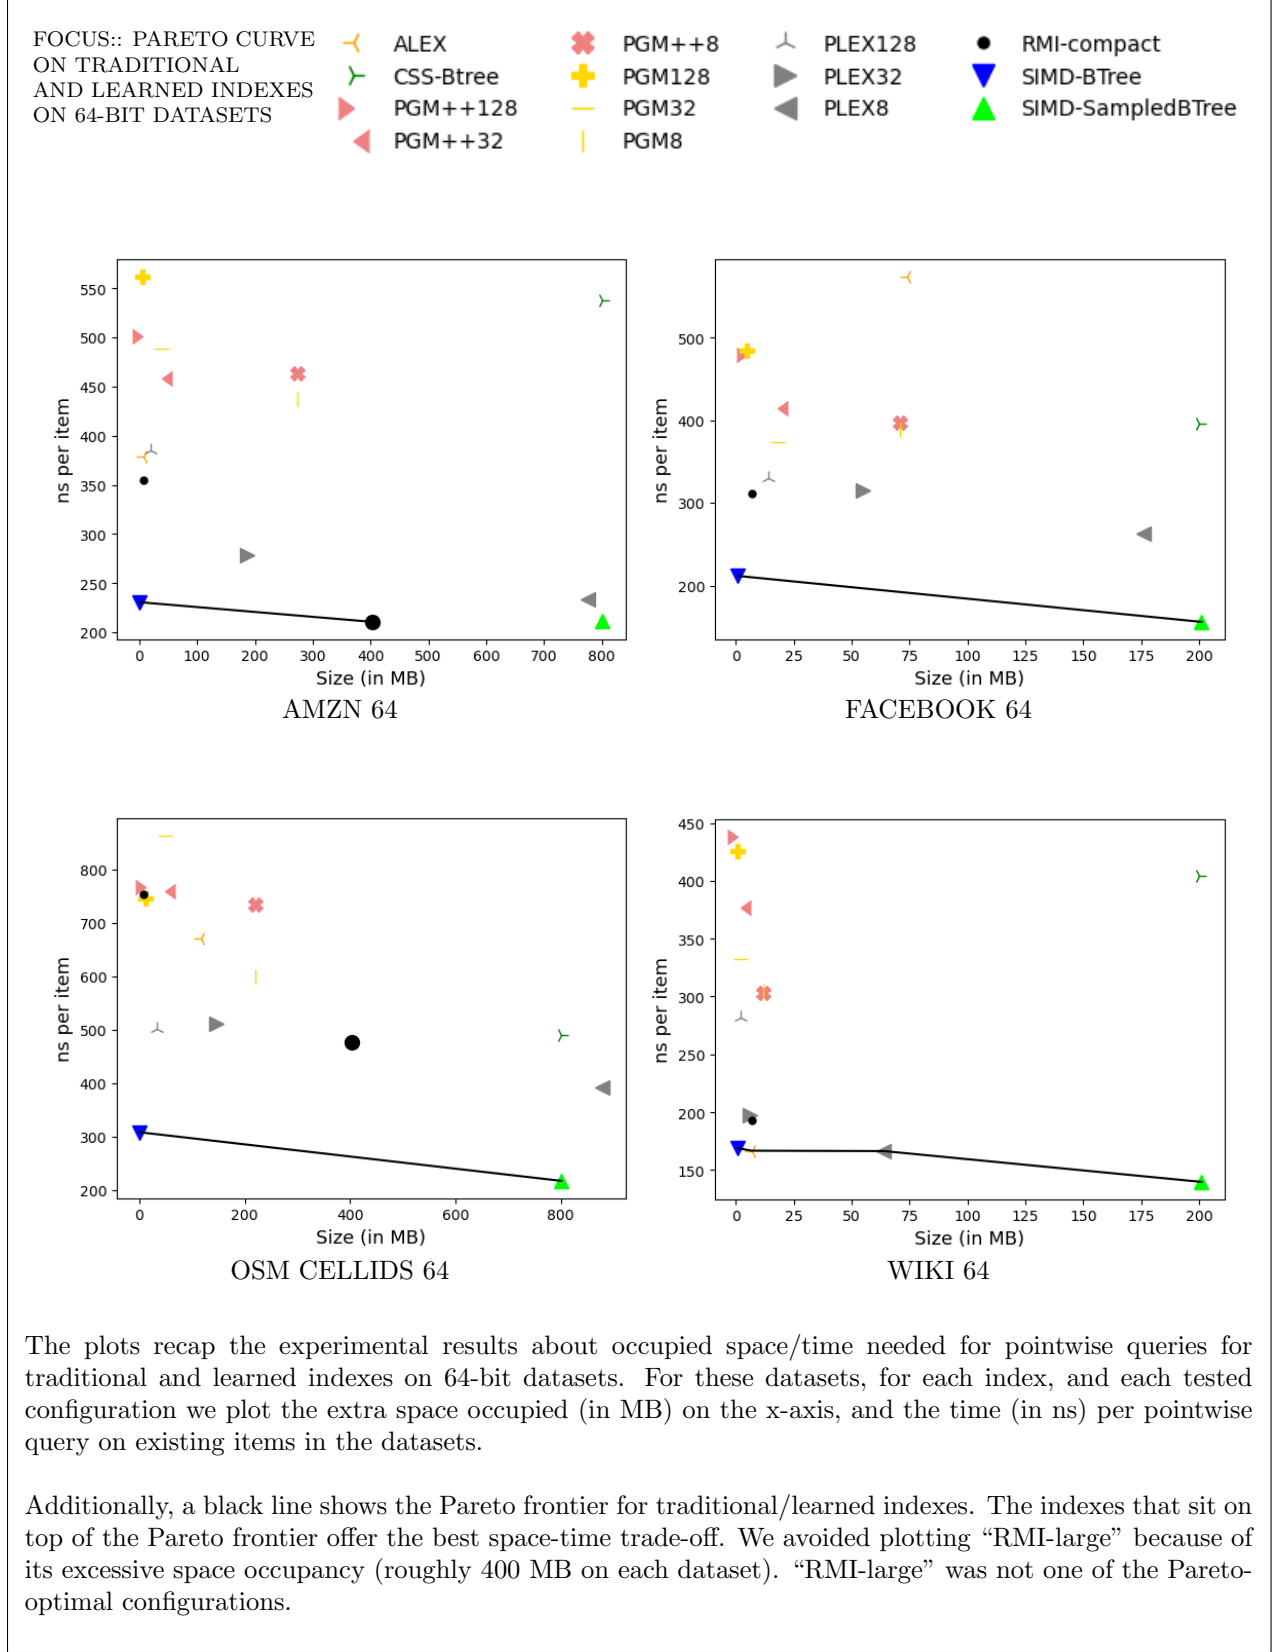 FOCUS:: PARETO CURVE
ON TRADITIONAL
AND LEARNED INDEXES
ON 64-BIT DATASETS
ALEX
CSS-Btree
PGM++128
PGM++32
PGM++8
PGM128
PGM32
PGM8
PLEX128
PLEX32
PLEX8
RMI-compact
SIMD-BTree
SIMD-SampledBTree
550
500
450
400
350
300
250
200
ns per item
0 100 200 300 400 500 600 700 800
Size (in MB)
AMZN 64
500
400
300
200
ns per item
0 25 50 75 100 125 150 175 200
Size (in MB)
FACEBOOK 64
800
700
600
500
400
300
200
ns per item
0 200 400 600 800
Size (in MB)
OSM CELLIDS 64
450
400
350
300
250
200
150
ns per item
0 25 50 75 100 125 150 175 200
Size (in MB)
WIKI 64
The plots recap the experimental results about occupied space/time needed for pointwise queries for
traditional and learned indexes on 64-bit datasets. For these datasets, for each index, and each tested
configuration we plot the extra space occupied (in MB) on the x-axis, and the time (in ns) per pointwise
query on existing items in the datasets.
Additionally, a black line shows the Pareto frontier for traditional/learned indexes. The indexes that sit on
top of the Pareto frontier offer the best space-time trade-off. We avoided plotting “RMI-large” because of
its excessive space occupancy (roughly 400 MB on each dataset). “RMI-large” was not one of the Pareto-
optimal configurations.